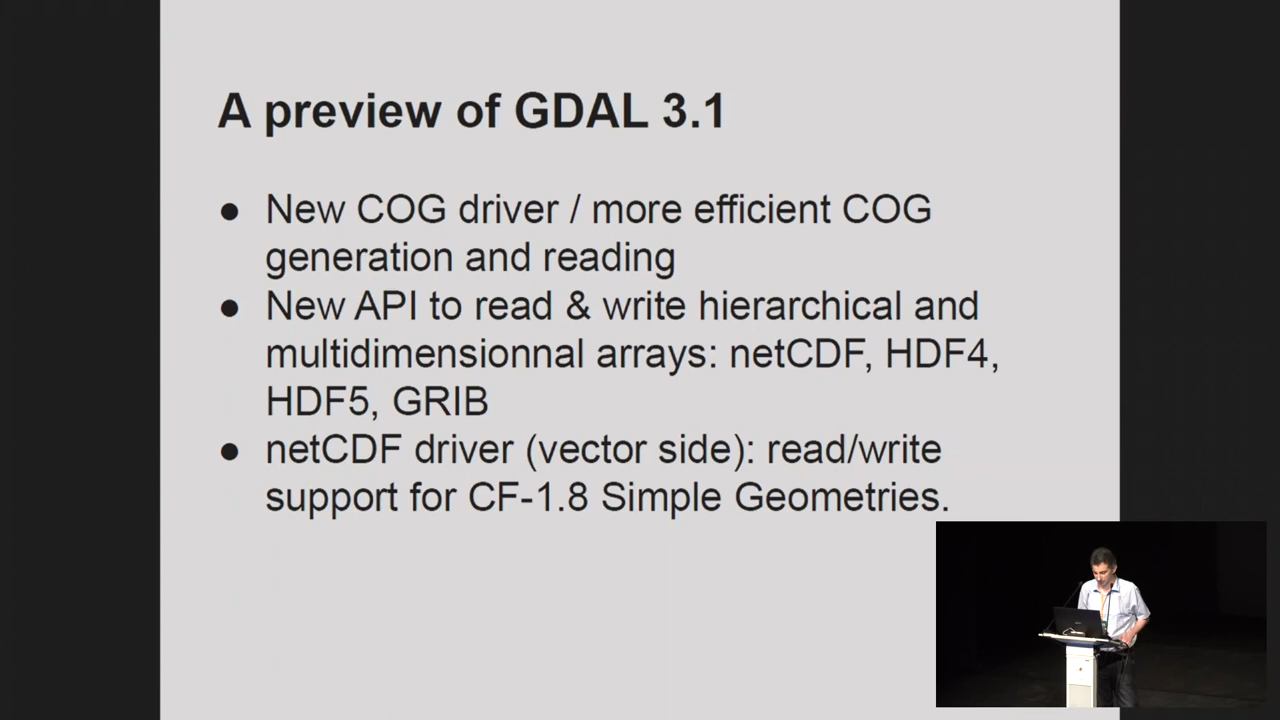 A preview of GDAL 3.1
● New COG driver / more efficient COG
generation and reading
● New API to read & write hierarchical and
multidimensionnal arrays: netCDF, HDF4,
HDF5, GRIB
● netCDF driver (vector side): read/write
support for CF-1.8 Simple Geometries.